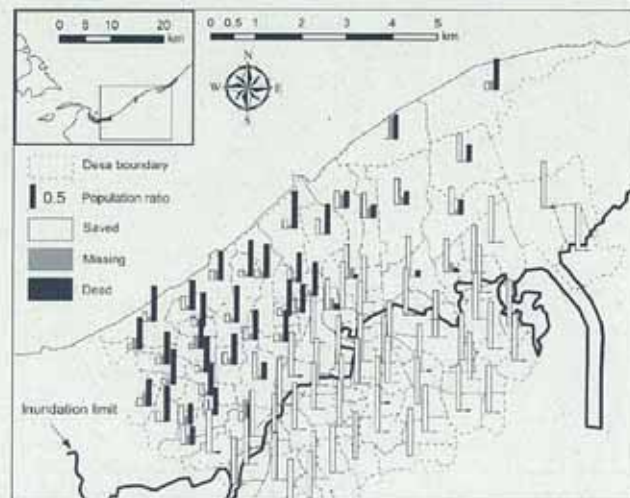 0 10 20
km
0 0.5 1 2 3 4 5
km
N
W E
S
Desa boundary
0.5 Population ratio
Saved
Missing
Dead
Inundation limit